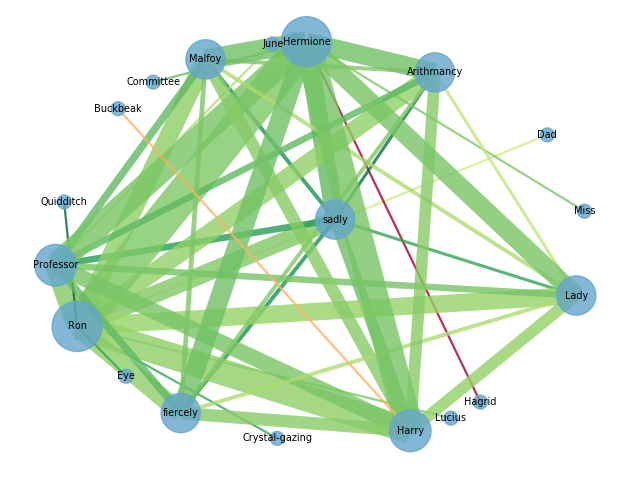 June
Hermione
Malfoy
Arithmancy
Committee
Buckbeak
Dad
Quidditch
Miss
sadly
Professor
Lady
Ron
Eye
Hagrid
fiercely
Lucius
Harry
Crystal-gazing